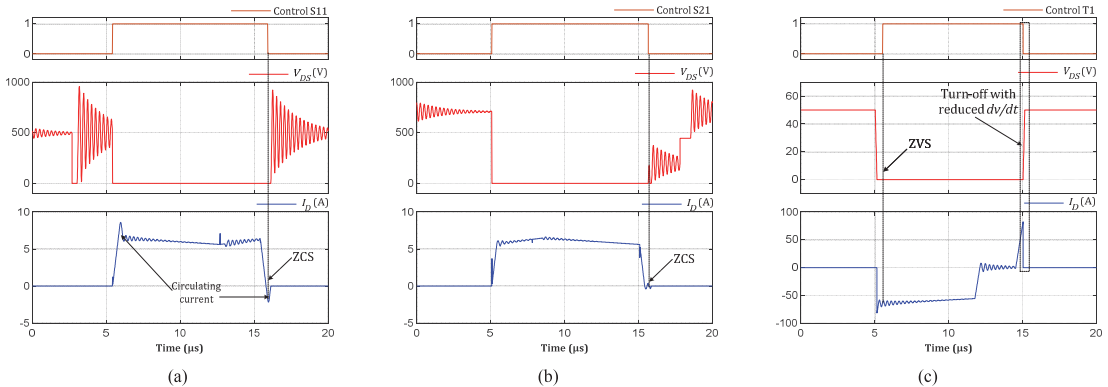 Control S11
1
0
V_DS (V)
1000
500
0
I_D (A)
10
5
0
-5
ZCS
Circulating
current
0 5 10 15 20
Time (µs)
(a)
Control S21
1
0
V_DS (V)
1000
500
0
I_D (A)
10
5
0
-5
ZCS
0 5 10 15 20
Time (µs)
(b)
Control T1
1
0
V_DS (V)
60
40
20
0
Turn-off with
reduced dv/dt
ZVS
I_D (A)
100
50
0
-50
-100
0 5 10 15 20
Time (µs)
(c)